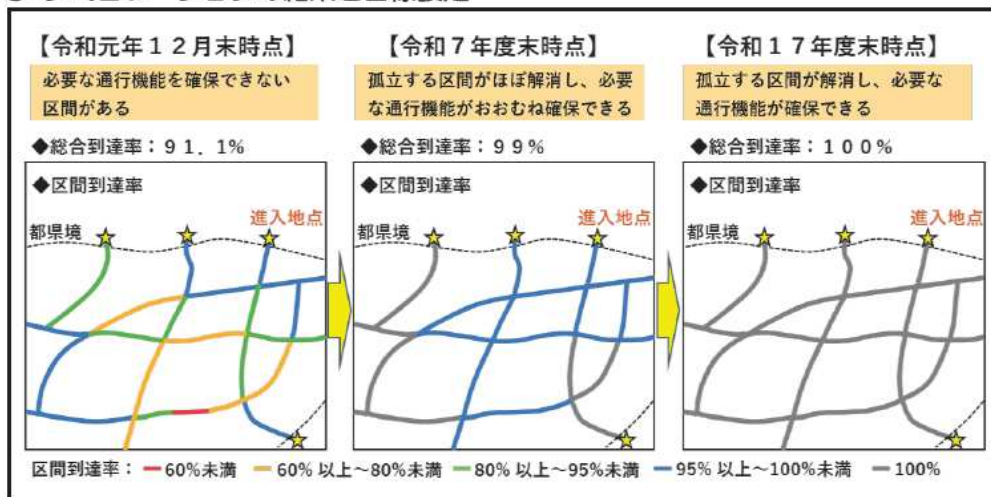 【令和元年12月末時点】
必要な通行機能を確保できない
区間がある
◆総合到達率：91.1%
◆区間到達率
進入地点
都県境
【令和7年度末時点】
孤立する区間がほぼ解消し、必要
な通行機能がおおむね確保できる
◆総合到達率：99%
◆区間到達率
進入地点
都県境
【令和17年度末時点】
孤立する区間が解消し、必要な
通行機能が確保できる
◆総合到達率：100%
◆区間到達率
進入地点
都県境
区間到達率： 60%未満 60%以上～80%未満 80%以上～95%未満 95%以上～100%未満 100%